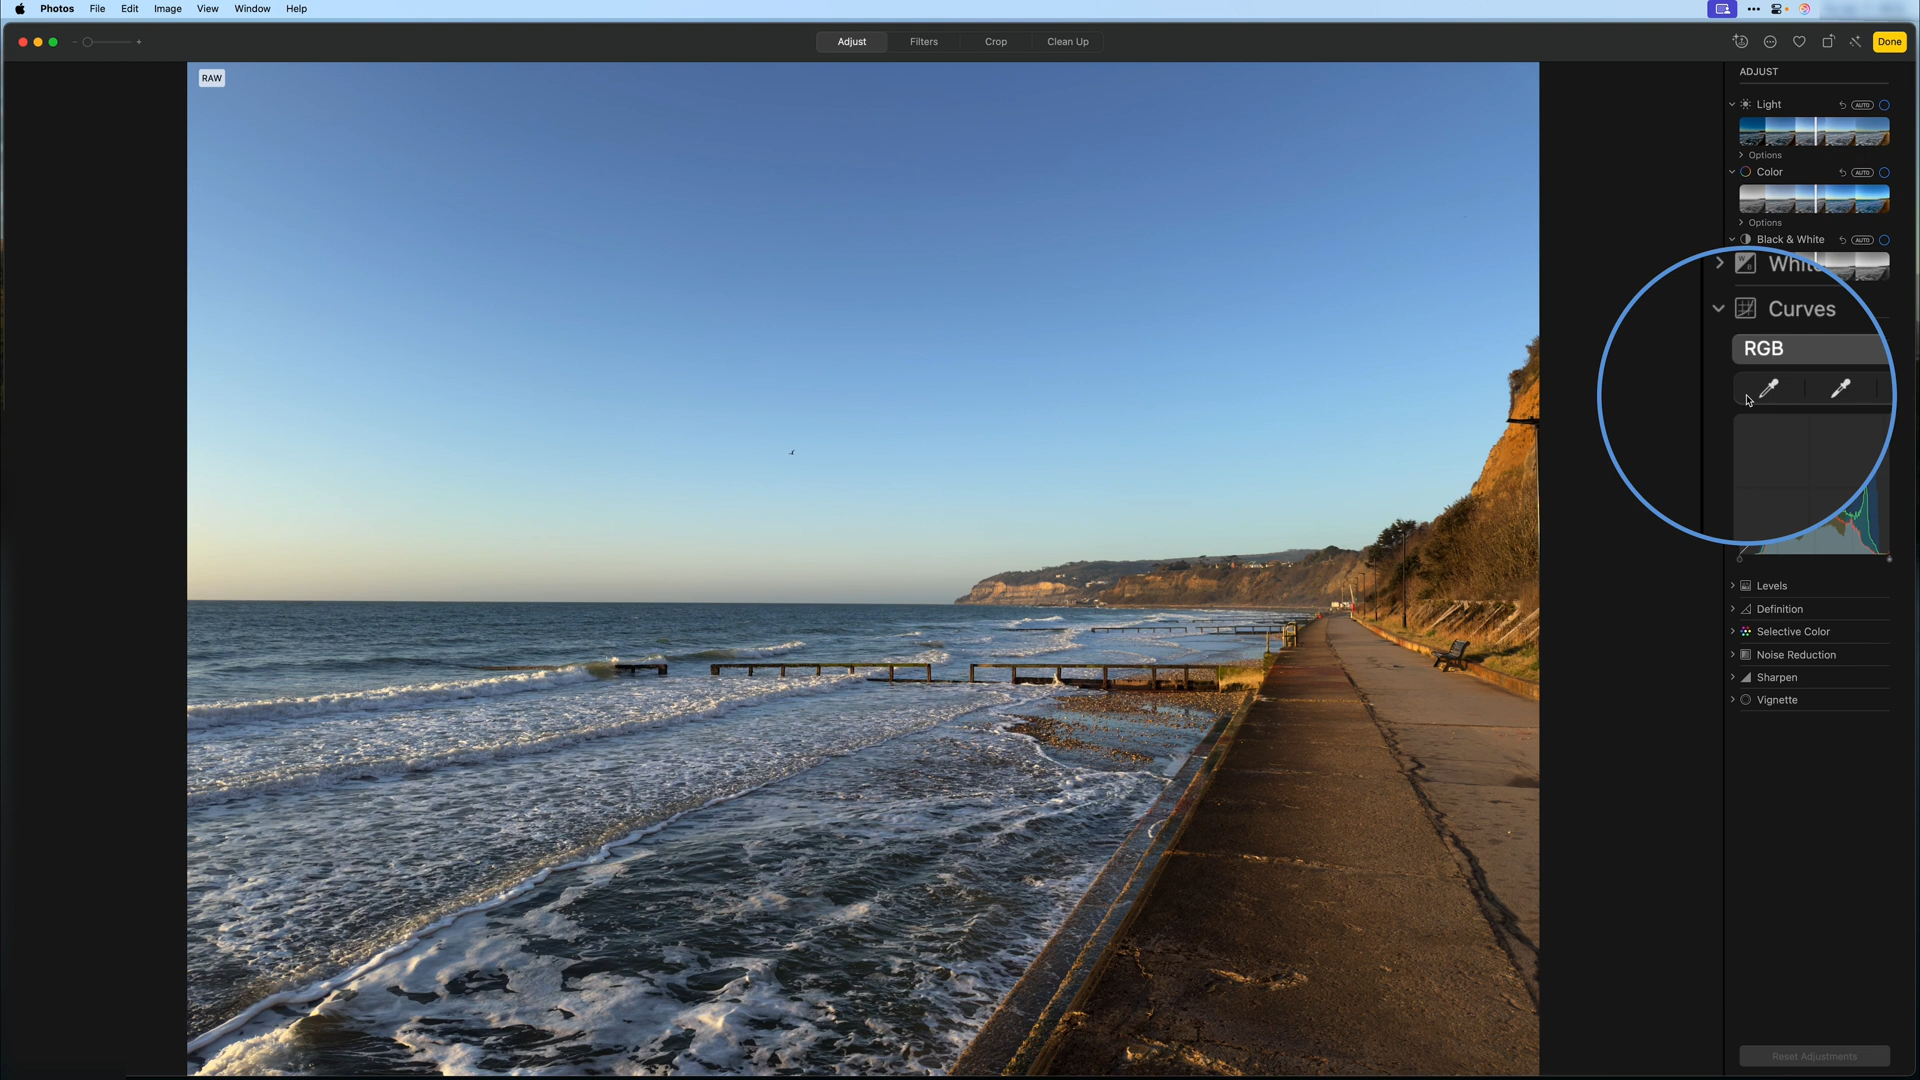 Photos File Edit Image View Window Help
Adjust Filters Crop Clean Up Done
RAW
ADJUST
Light AUTO
Options
Color AUTO
Options
Black & White AUTO
Curves
RGB
Levels
Definition
Selective Color
Noise Reduction
Sharpen
Vignette
Reset Adjustments